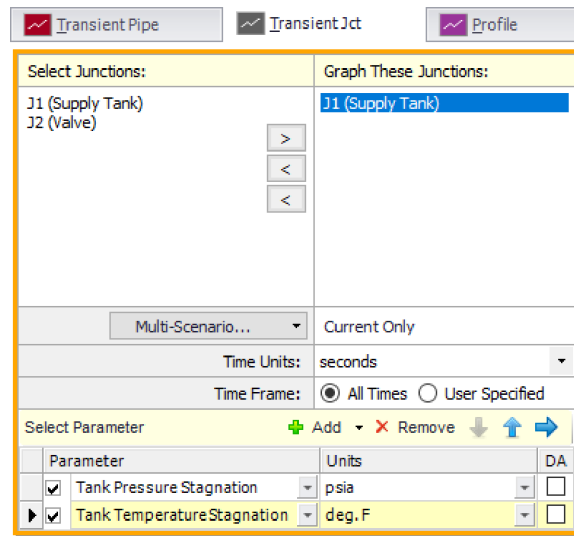 Transient Pipe
Transient Jct
Profile
Select Junctions:
Graph These Junctions:
J1 (Supply Tank)
J2 (Valve)
J1 (Supply Tank)
>
<
<
Multi-Scenario...
Current Only
Time Units:
seconds
Time Frame:
All Times
User Specified
Select Parameter
Add
Remove
Parameter
Units
DA
Tank Pressure Stagnation
psia
Tank Temperature Stagnation
deg. F